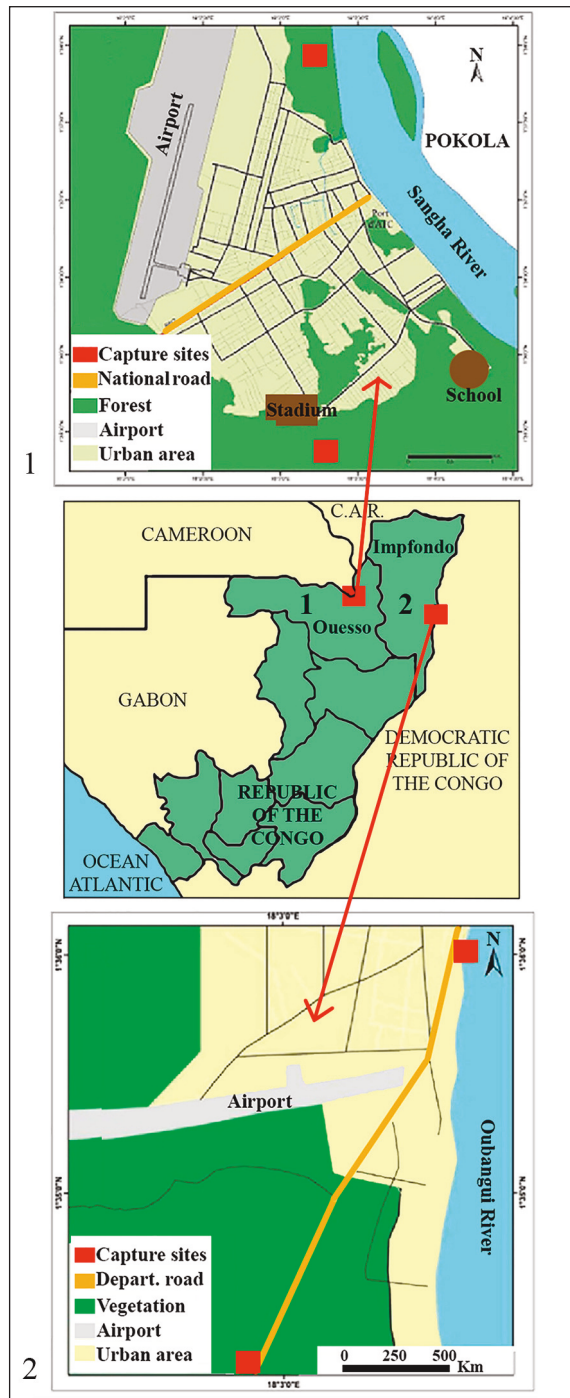 Airport
N
POKOLA
Sangha River
Port
d'ATC
Capture sites
National road
Forest
Airport
Urban area
Stadium
School
1
C.A.R.
CAMEROON
Impfondo
1
2
Ouesso
GABON
DEMOCRATIC
REPUBLIC OF
THE CONGO
REPUBLIC
OF THE
CONGO
OCEAN
ATLANTIC
18°3'0"E
N
Airport
Oubangui River
Capture sites
Depart. road
Vegetation
Airport
Urban area
0 250 500
Km
18°3'0"E
2